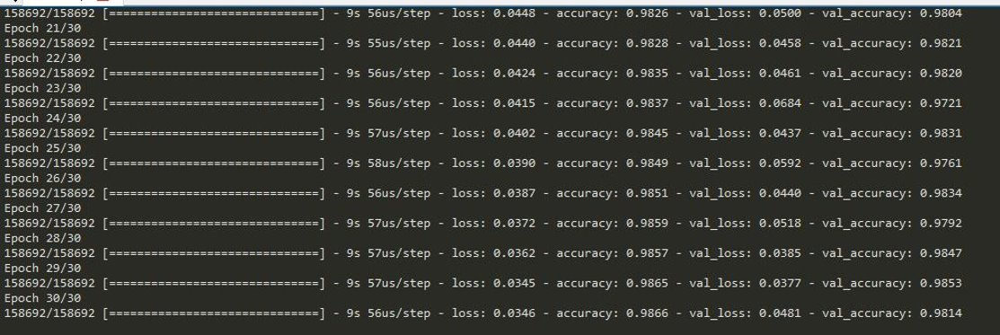 158692/158692 [==============================] - 9s 56us/step - loss: 0.0448 - accuracy: 0.9826 - val_loss: 0.0500 - val_accuracy: 0.9804
Epoch 21/30
158692/158692 [==============================] - 9s 55us/step - loss: 0.0440 - accuracy: 0.9828 - val_loss: 0.0458 - val_accuracy: 0.9821
Epoch 22/30
158692/158692 [==============================] - 9s 56us/step - loss: 0.0424 - accuracy: 0.9835 - val_loss: 0.0461 - val_accuracy: 0.9820
Epoch 23/30
158692/158692 [==============================] - 9s 56us/step - loss: 0.0415 - accuracy: 0.9837 - val_loss: 0.0684 - val_accuracy: 0.9721
Epoch 24/30
158692/158692 [==============================] - 9s 57us/step - loss: 0.0402 - accuracy: 0.9845 - val_loss: 0.0437 - val_accuracy: 0.9831
Epoch 25/30
158692/158692 [==============================] - 9s 58us/step - loss: 0.0390 - accuracy: 0.9849 - val_loss: 0.0592 - val_accuracy: 0.9761
Epoch 26/30
158692/158692 [==============================] - 9s 56us/step - loss: 0.0387 - accuracy: 0.9851 - val_loss: 0.0440 - val_accuracy: 0.9834
Epoch 27/30
158692/158692 [==============================] - 9s 57us/step - loss: 0.0372 - accuracy: 0.9859 - val_loss: 0.0518 - val_accuracy: 0.9792
Epoch 28/30
158692/158692 [==============================] - 9s 57us/step - loss: 0.0362 - accuracy: 0.9857 - val_loss: 0.0385 - val_accuracy: 0.9847
Epoch 29/30
158692/158692 [==============================] - 9s 57us/step - loss: 0.0345 - accuracy: 0.9865 - val_loss: 0.0377 - val_accuracy: 0.9853
Epoch 30/30
158692/158692 [==============================] - 9s 56us/step - loss: 0.0346 - accuracy: 0.9866 - val_loss: 0.0481 - val_accuracy: 0.9814